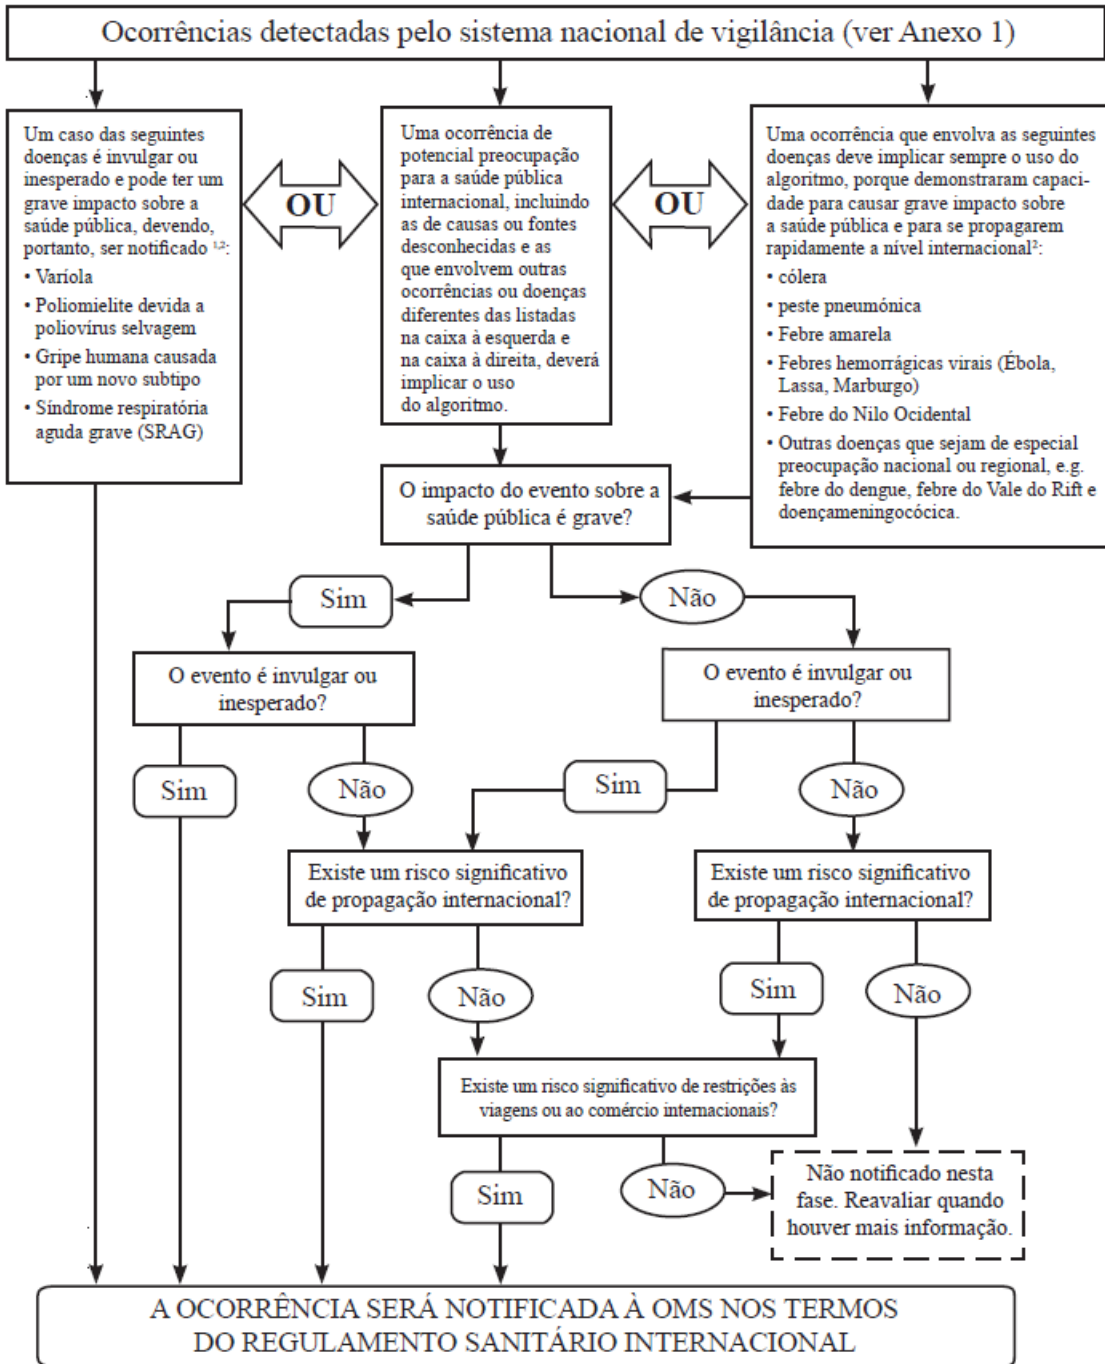 Ocorrências detectadas pelo sistema nacional de vigilância (ver Anexo 1)
Um caso das seguintes
doenças é invulgar ou
inesperado e pode ter um
grave impacto sobre a
saúde pública, devendo,
portanto, ser notificado ¹,²:
• Varíola
• Poliomielite devida a
poliovírus selvagem
• Gripe humana causada
por um novo subtipo
• Síndrome respiratória
aguda grave (SRAG)
OU
Uma ocorrência de
potencial preocupação
para a saúde pública
internacional, incluindo
as de causas ou fontes
desconhecidas e as
que envolvem outras
ocorrências ou doenças
diferentes das listadas
na caixa à esquerda e
na caixa à direita, deverá
implicar o uso
do algoritmo.
OU
Uma ocorrência que envolva as seguintes
doenças deve implicar sempre o uso do
algoritmo, porque demonstraram capaci-
dade para causar grave impacto sobre
a saúde pública e para se propagarem
rapidamente a nível internacional²:
• cólera
• peste pneumónica
• Febre amarela
• Febres hemorrágicas virais (Ébola,
Lassa, Marburgo)
• Febre do Nilo Ocidental
• Outras doenças que sejam de especial
preocupação nacional ou regional, e.g.
febre do dengue, febre do Vale do Rift e
doençameningocócica.
O impacto do evento sobre a
saúde pública é grave?
Sim
Não
O evento é invulgar ou
inesperado?
O evento é invulgar ou
inesperado?
Sim
Não
Sim
Não
Existe um risco significativo
de propagação internacional?
Existe um risco significativo
de propagação internacional?
Sim
Não
Sim
Não
Existe um risco significativo de restrições às
viagens ou ao comércio internacionais?
Sim
Não
Não notificado nesta
fase. Reavaliar quando
houver mais informação.
A OCORRÊNCIA SERÁ NOTIFICADA À OMS NOS TERMOS
DO REGULAMENTO SANITÁRIO INTERNACIONAL